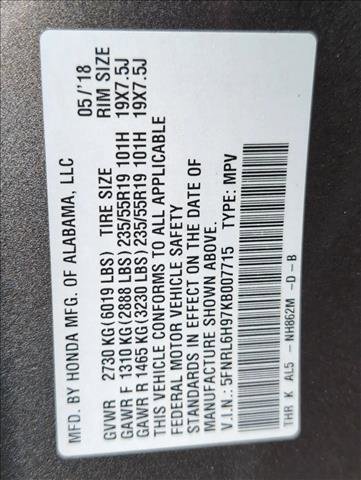 MFD. BY HONDA MFG. OF ALABAMA, LLC 05/'18
GVWR 2730 KG (6019 LBS) TIRE SIZE RIM SIZE
GAWR F 1310 KG (2888 LBS) 235/55R19 101H 19X7.5J
GAWR R 1465 KG (3230 LBS) 235/55R19 101H 19X7.5J
THIS VEHICLE CONFORMS TO ALL APPLICABLE
FEDERAL MOTOR VEHICLE SAFETY
STANDARDS IN EFFECT ON THE DATE OF
MANUFACTURE SHOWN ABOVE.
V.I.N.: 5FNRL6H97KB007715 TYPE: MPV
THR K AL5 - NH862M -D-B